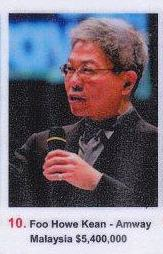 10. Foo Howe Kean - Amway
Malaysia $5,400,000